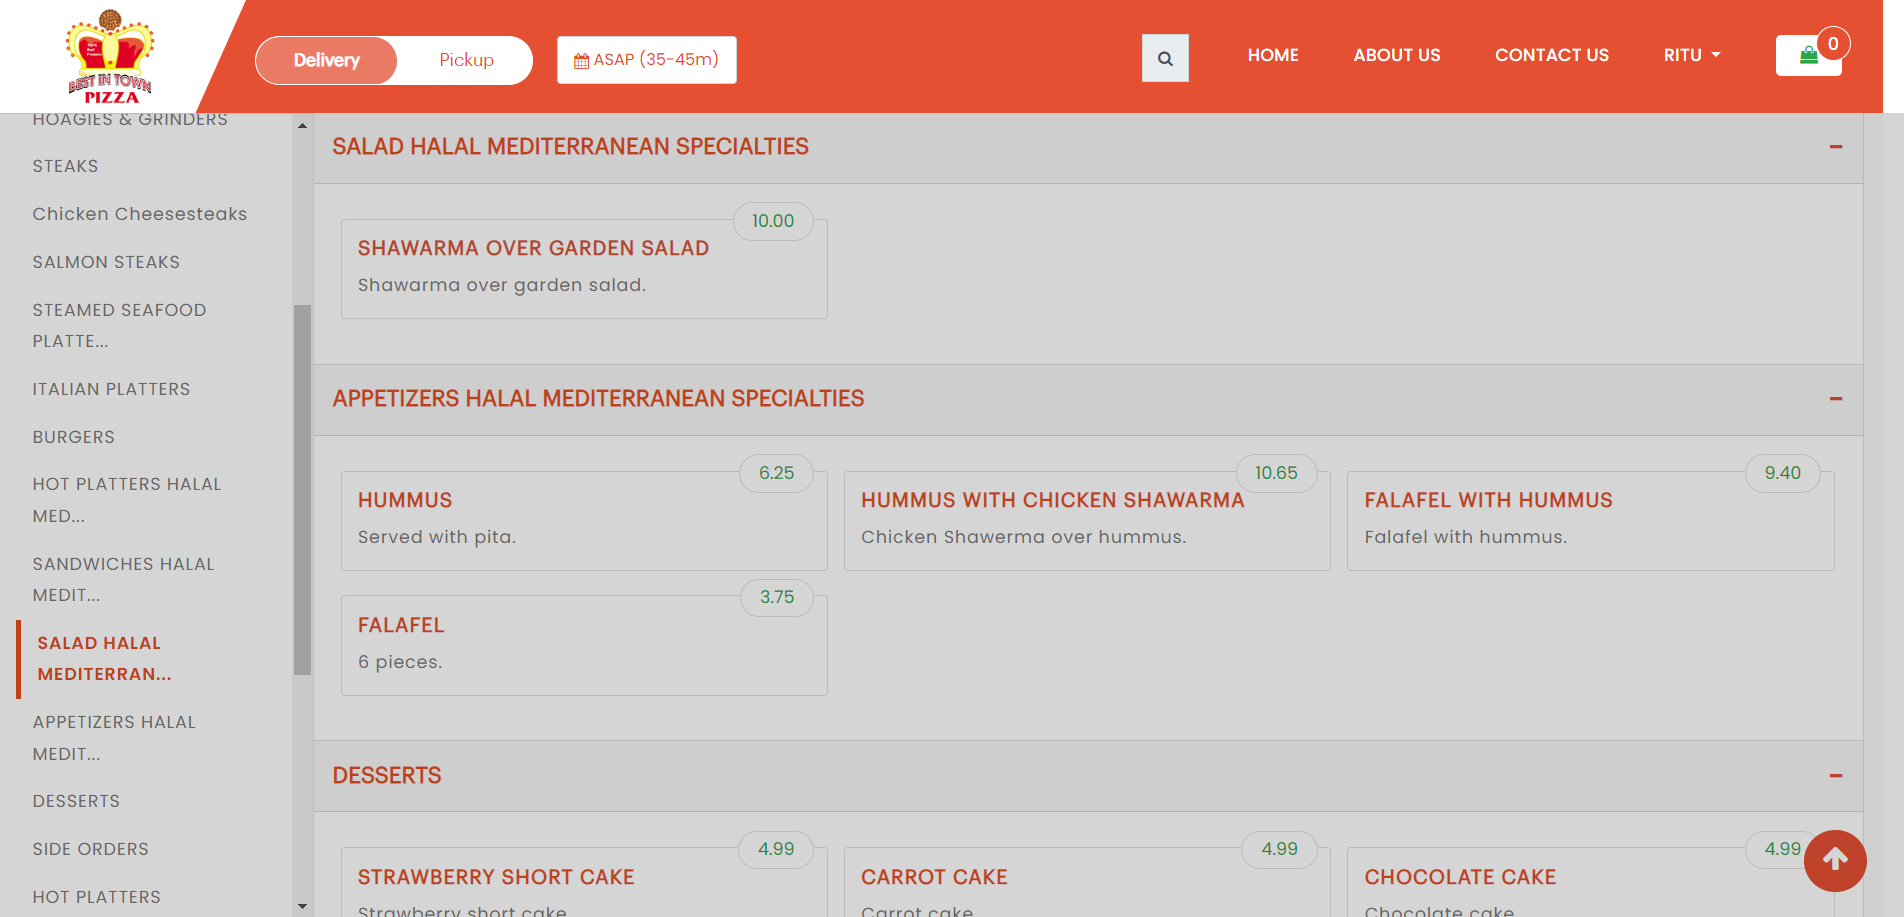 BEST IN TOWN
PIZZA
Delivery
Pickup
ASAP (35-45m)
HOME
ABOUT US
CONTACT US
RITU
0
HOAGIES & GRINDERS
STEAKS
Chicken Cheesesteaks
SALMON STEAKS
STEAMED SEAFOOD
PLATTE...
ITALIAN PLATTERS
BURGERS
HOT PLATTERS HALAL
MED...
SANDWICHES HALAL
MEDIT...
SALAD HALAL
MEDITERRAN...
APPETIZERS HALAL
MEDIT...
DESSERTS
SIDE ORDERS
HOT PLATTERS
SALAD HALAL MEDITERRANEAN SPECIALTIES
10.00
SHAWARMA OVER GARDEN SALAD
Shawarma over garden salad.
APPETIZERS HALAL MEDITERRANEAN SPECIALTIES
6.25
HUMMUS
Served with pita.
10.65
HUMMUS WITH CHICKEN SHAWARMA
Chicken Shawerma over hummus.
9.40
FALAFEL WITH HUMMUS
Falafel with hummus.
3.75
FALAFEL
6 pieces.
DESSERTS
4.99
STRAWBERRY SHORT CAKE
Strawberry short cake
4.99
CARROT CAKE
Carrot cake
4.99
CHOCOLATE CAKE
Chocolate cake